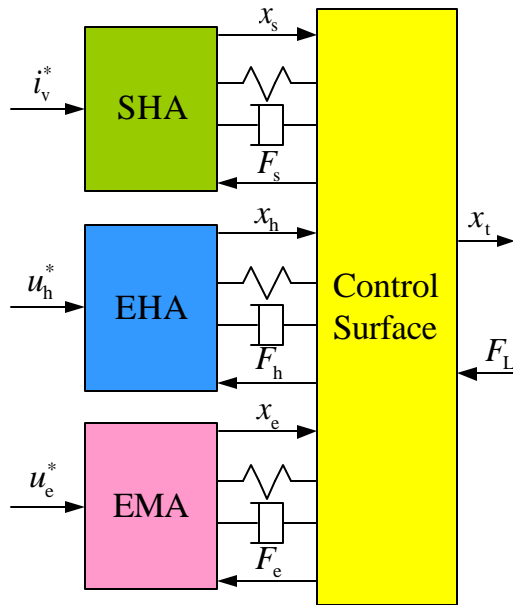 x_s
i_v^*
SHA
F_s
x_h
x_t
u_h^*
EHA
Control
Surface
F_h
F_L
x_e
u_e^*
EMA
F_e